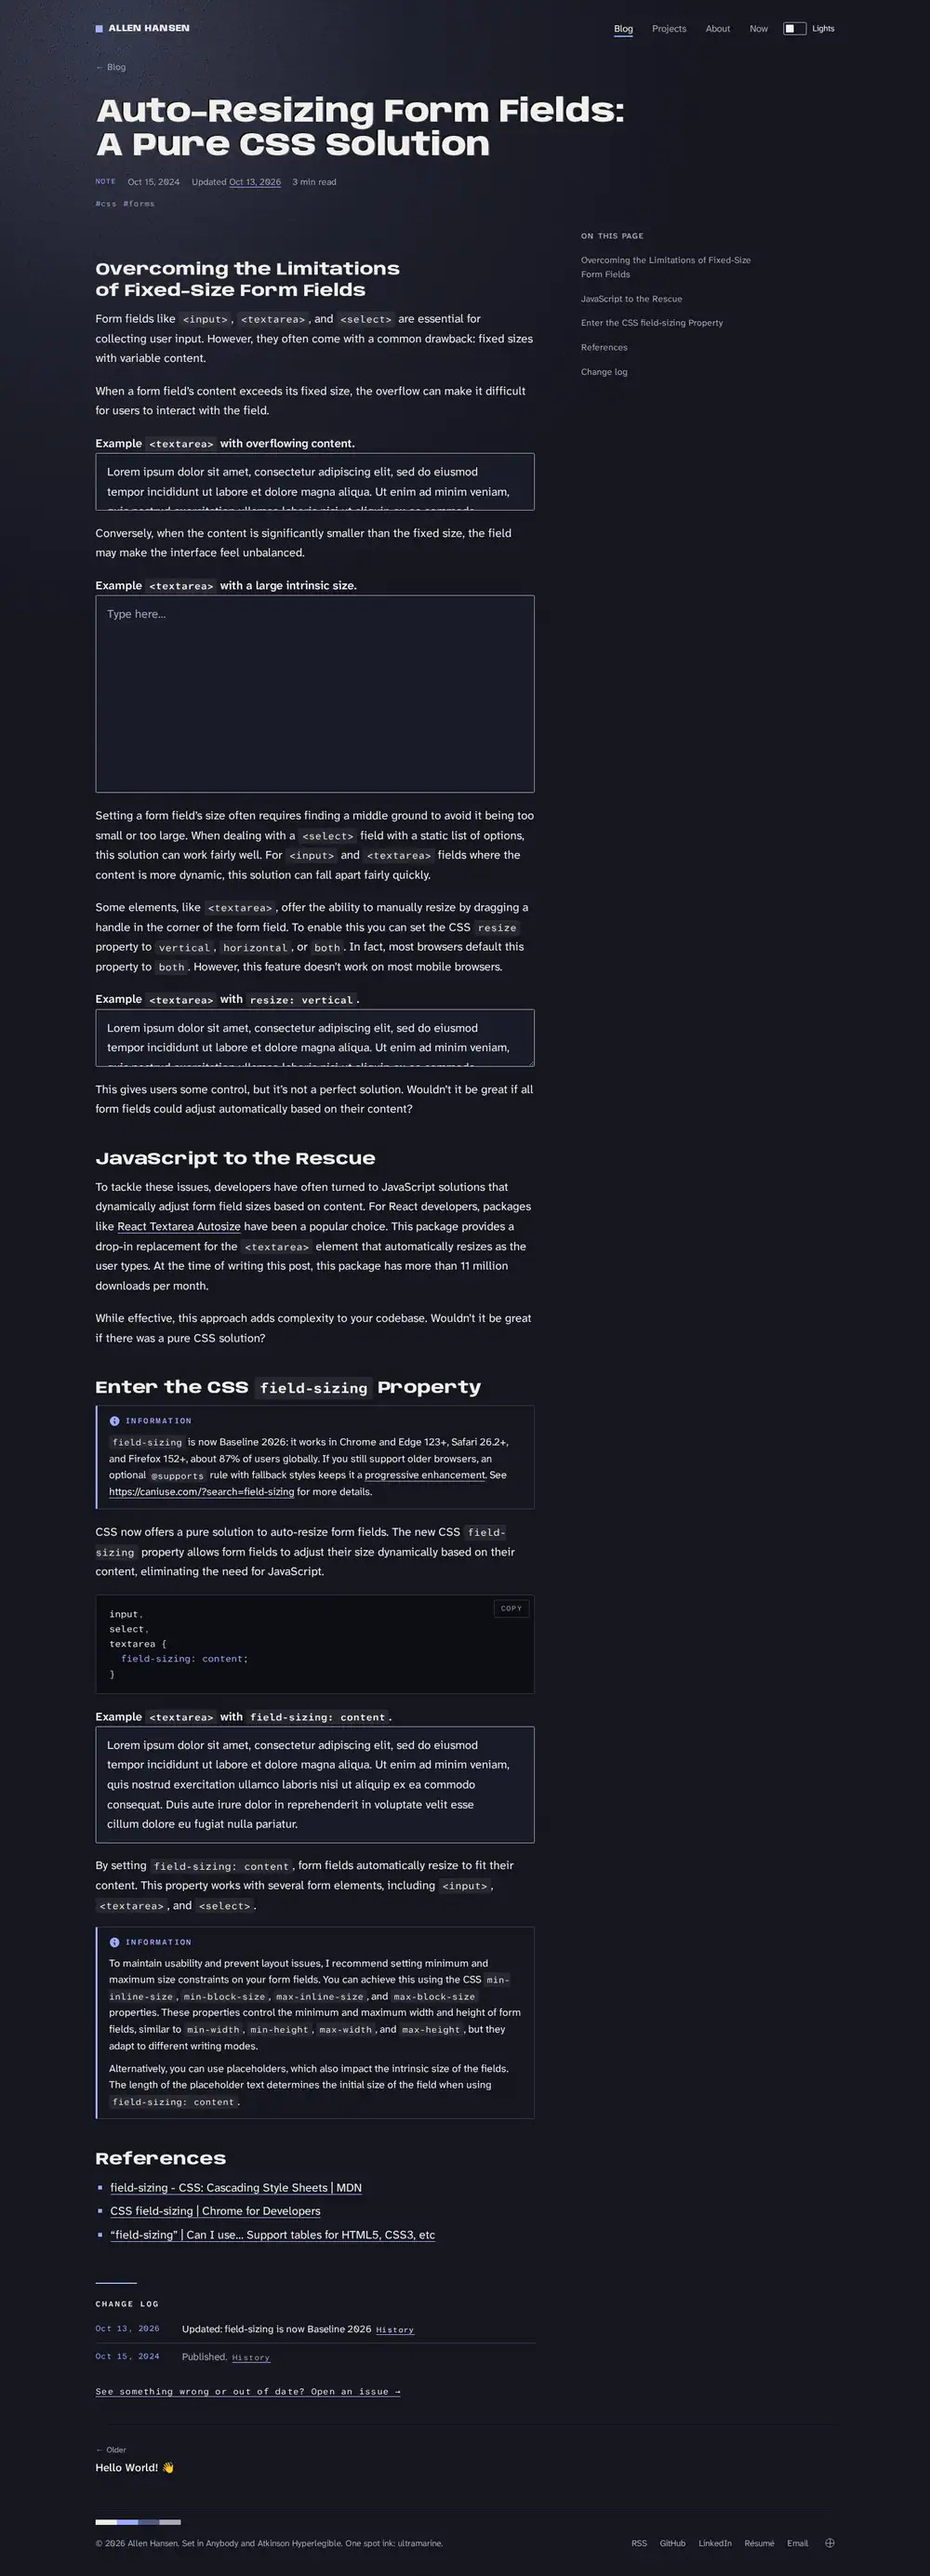 ALLEN HANSEN
Blog Projects About Now Lights
← Blog
Auto-Resizing Form Fields:
A Pure CSS Solution
NOTE Oct 15, 2024 Updated Oct 13, 2026 3 min read
#css #forms
ON THIS PAGE
Overcoming the Limitations of Fixed-Size
Form Fields
JavaScript to the Rescue
Enter the CSS field-sizing Property
References
Change log
Overcoming the Limitations
of Fixed-Size Form Fields
Form fields like <input>, <textarea>, and <select> are essential for
collecting user input. However, they often come with a common drawback: fixed sizes
with variable content.
When a form field’s content exceeds its fixed size, the overflow can make it difficult
for users to interact with the field.
Example <textarea> with overflowing content.
Lorem ipsum dolor sit amet, consectetur adipiscing elit, sed do eiusmod
tempor incididunt ut labore et dolore magna aliqua. Ut enim ad minim veniam,
quis nostrud exercitation ullamco laboris nisi ut aliquip ex ea commodo
Conversely, when the content is significantly smaller than the fixed size, the field
may make the interface feel unbalanced.
Example <textarea> with a large intrinsic size.
Type here...
Setting a form field’s size often requires finding a middle ground to avoid it being too
small or too large. When dealing with a <select> field with a static list of options,
this solution can work fairly well. For <input> and <textarea> fields where the
content is more dynamic, this solution can fall apart fairly quickly.
Some elements, like <textarea>, offer the ability to manually resize by dragging a
handle in the corner of the form field. To enable this you can set the CSS resize
property to vertical, horizontal, or both. In fact, most browsers default this
property to both. However, this feature doesn’t work on most mobile browsers.
Example <textarea> with resize: vertical.
Lorem ipsum dolor sit amet, consectetur adipiscing elit, sed do eiusmod
tempor incididunt ut labore et dolore magna aliqua. Ut enim ad minim veniam,
quis nostrud exercitation ullamco laboris nisi ut aliquip ex ea commodo
This gives users some control, but it’s not a perfect solution. Wouldn’t it be great if all
form fields could adjust automatically based on their content?
JavaScript to the Rescue
To tackle these issues, developers have often turned to JavaScript solutions that
dynamically adjust form field sizes based on content. For React developers, packages
like React Textarea Autosize have been a popular choice. This package provides a
drop-in replacement for the <textarea> element that automatically resizes as the
user types. At the time of writing this post, this package has more than 11 million
downloads per month.
While effective, this approach adds complexity to your codebase. Wouldn’t it be great
if there was a pure CSS solution?
Enter the CSS field-sizing Property
INFORMATION
field-sizing is now Baseline 2026: it works in Chrome and Edge 123+, Safari 26.2+,
and Firefox 152+, about 87% of users globally. If you still support older browsers, an
optional @supports rule with fallback styles keeps it a progressive enhancement. See
https://caniuse.com/?search=field-sizing for more details.
CSS now offers a pure solution to auto-resize form fields. The new CSS field-
sizing property allows form fields to adjust their size dynamically based on their
content, eliminating the need for JavaScript.
COPY
input,
select,
textarea {
field-sizing: content;
}
Example <textarea> with field-sizing: content.
Lorem ipsum dolor sit amet, consectetur adipiscing elit, sed do eiusmod
tempor incididunt ut labore et dolore magna aliqua. Ut enim ad minim veniam,
quis nostrud exercitation ullamco laboris nisi ut aliquip ex ea commodo
consequat. Duis aute irure dolor in reprehenderit in voluptate velit esse
cillum dolore eu fugiat nulla pariatur.
By setting field-sizing: content, form fields automatically resize to fit their
content. This property works with several form elements, including <input>,
<textarea>, and <select>.
INFORMATION
To maintain usability and prevent layout issues, I recommend setting minimum and
maximum size constraints on your form fields. You can achieve this using the CSS min-
inline-size, min-block-size, max-inline-size, and max-block-size
properties. These properties control the minimum and maximum width and height of form
fields, similar to min-width, min-height, max-width, and max-height, but they
adapt to different writing modes.
Alternatively, you can use placeholders, which also impact the intrinsic size of the fields.
The length of the placeholder text determines the initial size of the field when using
field-sizing: content.
References
field-sizing - CSS: Cascading Style Sheets | MDN
CSS field-sizing | Chrome for Developers
“field-sizing” | Can I use... Support tables for HTML5, CSS3, etc
CHANGE LOG
Oct 13, 2026 Updated: field-sizing is now Baseline 2026 History
Oct 15, 2024 Published. History
See something wrong or out of date? Open an issue →
← Older
Hello World! 👋
© 2026 Allen Hansen. Set in Anybody and Atkinson Hyperlegible. One spot ink: ultramarine.
RSS GitHub LinkedIn Résumé Email